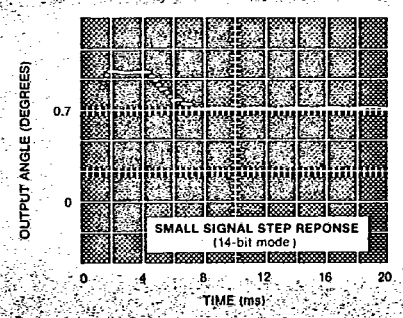 OUTPUT ANGLE (DEGREES)
0.7
0
SMALL SIGNAL STEP REPONSE
(14-bit mode)
0 4 8 12 16 20
TIME (ms)